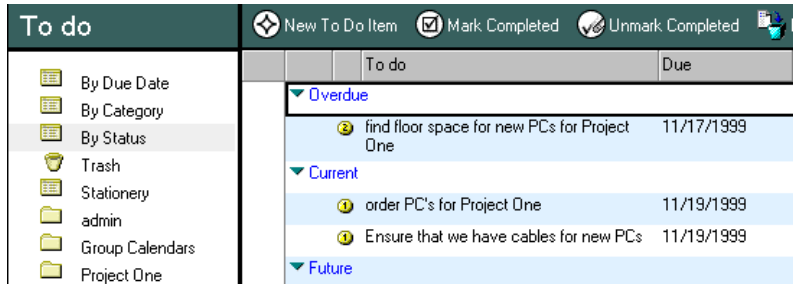 To do
New To Do Item Mark Completed Unmark Completed
By Due Date
By Category
By Status
Trash
Stationery
admin
Group Calendars
Project One
To do Due
Overdue
2 find floor space for new PCs for Project 11/17/1999
One
Current
1 order PC's for Project One 11/19/1999
1 Ensure that we have cables for new PCs 11/19/1999
Future